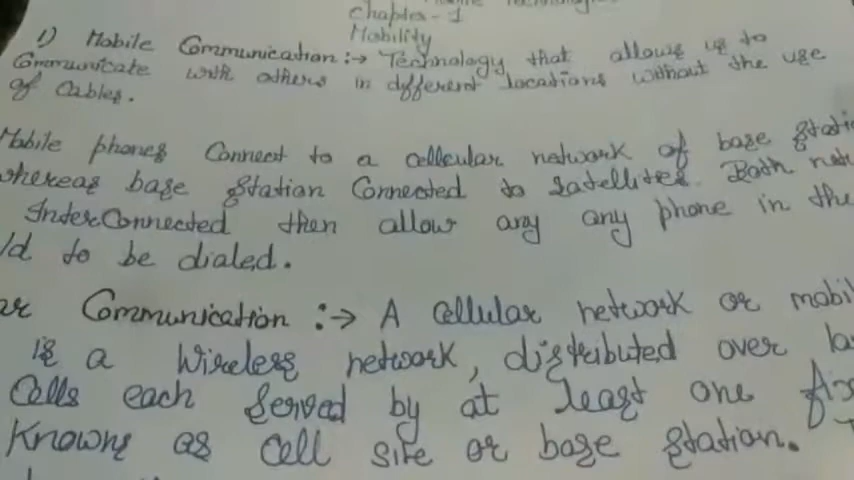 Chapter - 1
Mobility
1) Mobile Communication :→ Technology that allows us to
Communicate with others in different locations without the use
of Cables.
Mobile phones Connect to a cellular network of base
whereas base station Connected to Satellites. Both
InterConnected then allow any any phone in the
to be dialed.
Communication :→ A Cellular network or
is a Wireless network, distributed over
Cells each served by at least one
Knowns as Cell site or base station.